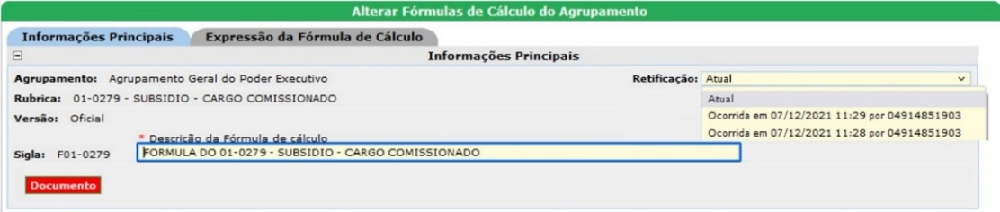 Alterar Fórmulas de Cálculo do Agrupamento
Informações Principais Expressão da Fórmula de Cálculo
Informações Principais
Agrupamento: Agrupamento Geral do Poder Executivo Retificação: Atual
Atual
Rubrica: 01-0279 - SUBSIDIO - CARGO COMISSIONADO
Ocorrida em 07/12/2021 11:29 por 04914851903
Versão: Oficial
Ocorrida em 07/12/2021 11:28 por 04914851903
* Descrição da Fórmula de cálculo
Sigla: F01-0279 FORMULA DO 01-0279 - SUBSIDIO - CARGO COMISSIONADO
Documento